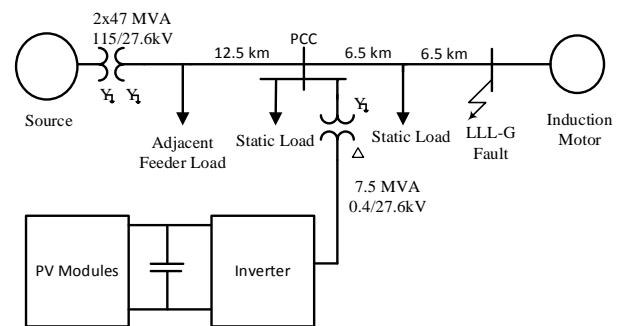 2x47 MVA
115/27.6kV
12.5 km
PCC
6.5 km
6.5 km
Y
Y
Y
Source
Adjacent
Feeder Load
Static Load
Static Load
LLL-G
Fault
Induction
Motor
△
7.5 MVA
0.4/27.6kV
PV Modules
Inverter